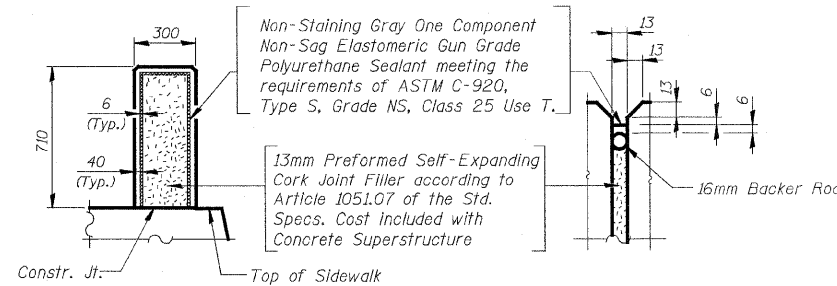 300
710
6
(Typ.)
40
(Typ.)
Constr. Jt.
Top of Sidewalk
Non-Staining Gray One Component
Non-Sag Elastomeric Gun Grade
Polyurethane Sealant meeting the
requirements of ASTM C-920,
Type S, Grade NS, Class 25 Use T.
13mm Preformed Self-Expanding
Cork Joint Filler according to
Article 1051.07 of the Std.
Specs. Cost included with
Concrete Superstructure
13
13
13
6
6
16mm Backer Rod